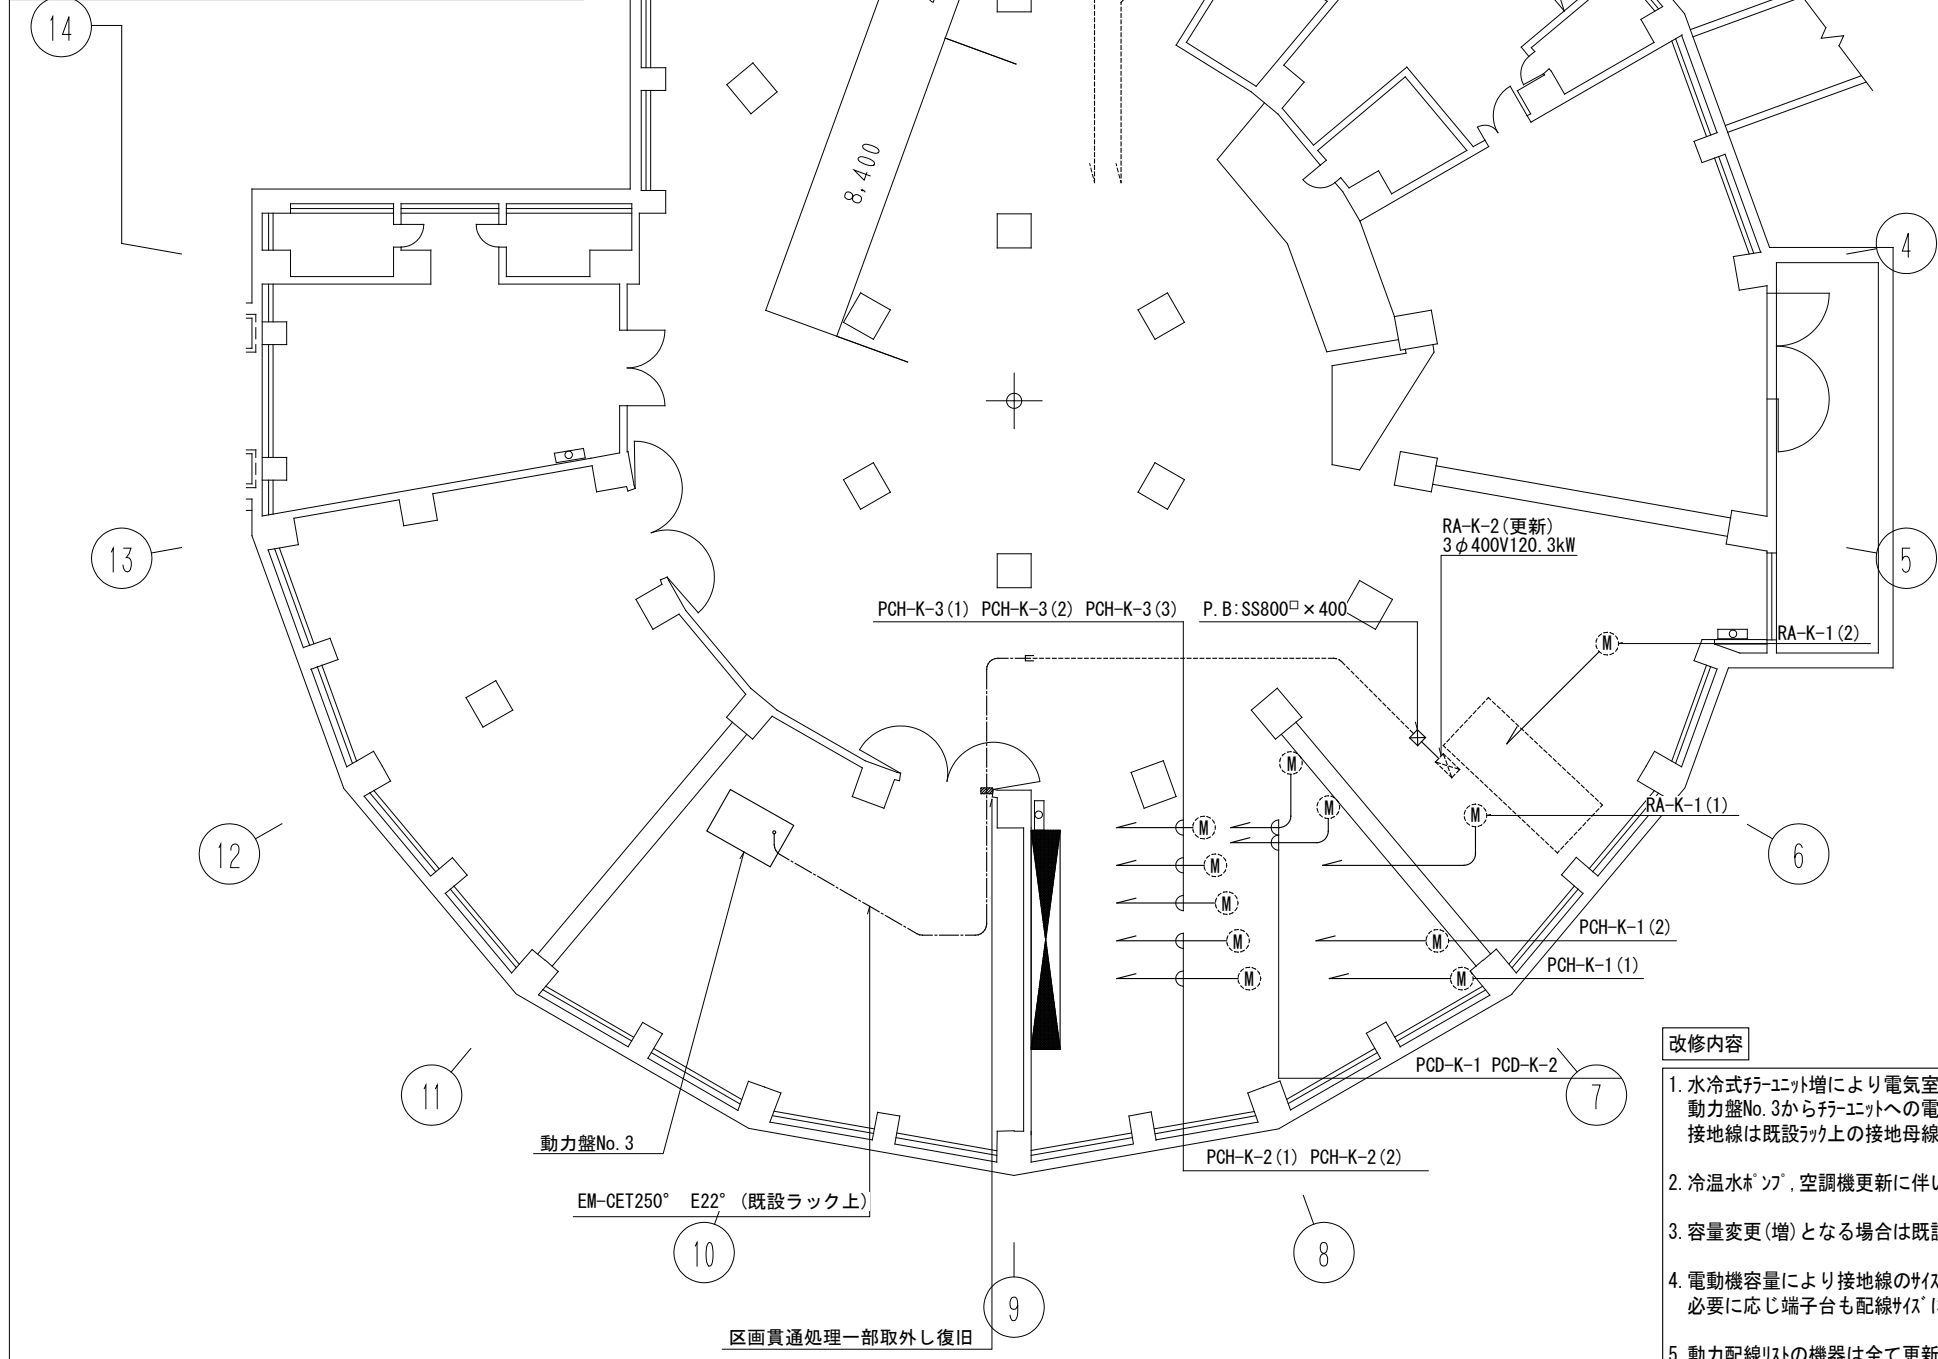 14
8,400
4
5
13
RA-K-2(更新)
3φ400V120.3kW
PCH-K-3(1) PCH-K-3(2) PCH-K-3(3)
P.B:SS800□×400
M
RA-K-1(2)
M
M
RA-K-1(1)
M
M
M
M
M
M
M
PCH-K-1(2)
M
M
PCH-K-1(1)
12
6
11
7
PCD-K-1 PCD-K-2
動力盤No.3
PCH-K-2(1) PCH-K-2(2)
EM-CET250° E22° (既設ラック上)
10
8
9
区画貫通処理一部取外し復旧
改修内容
1. 水冷式ﾁﾗｰﾕﾆｯﾄ増により電気室
動力盤No.3からﾁﾗｰﾕﾆｯﾄへの電
接地線は既設ﾗｯｸ上の接地母線
2. 冷温水ﾎﾟﾝﾌﾟ,空調機更新に伴い
3. 容量変更(増)となる場合は既設
4. 電動機容量により接地線のｻｲｽﾞ
必要に応じ端子台も配線ｻｲｽﾞに
5. 動力配線ﾘｽﾄの機器は全て更新